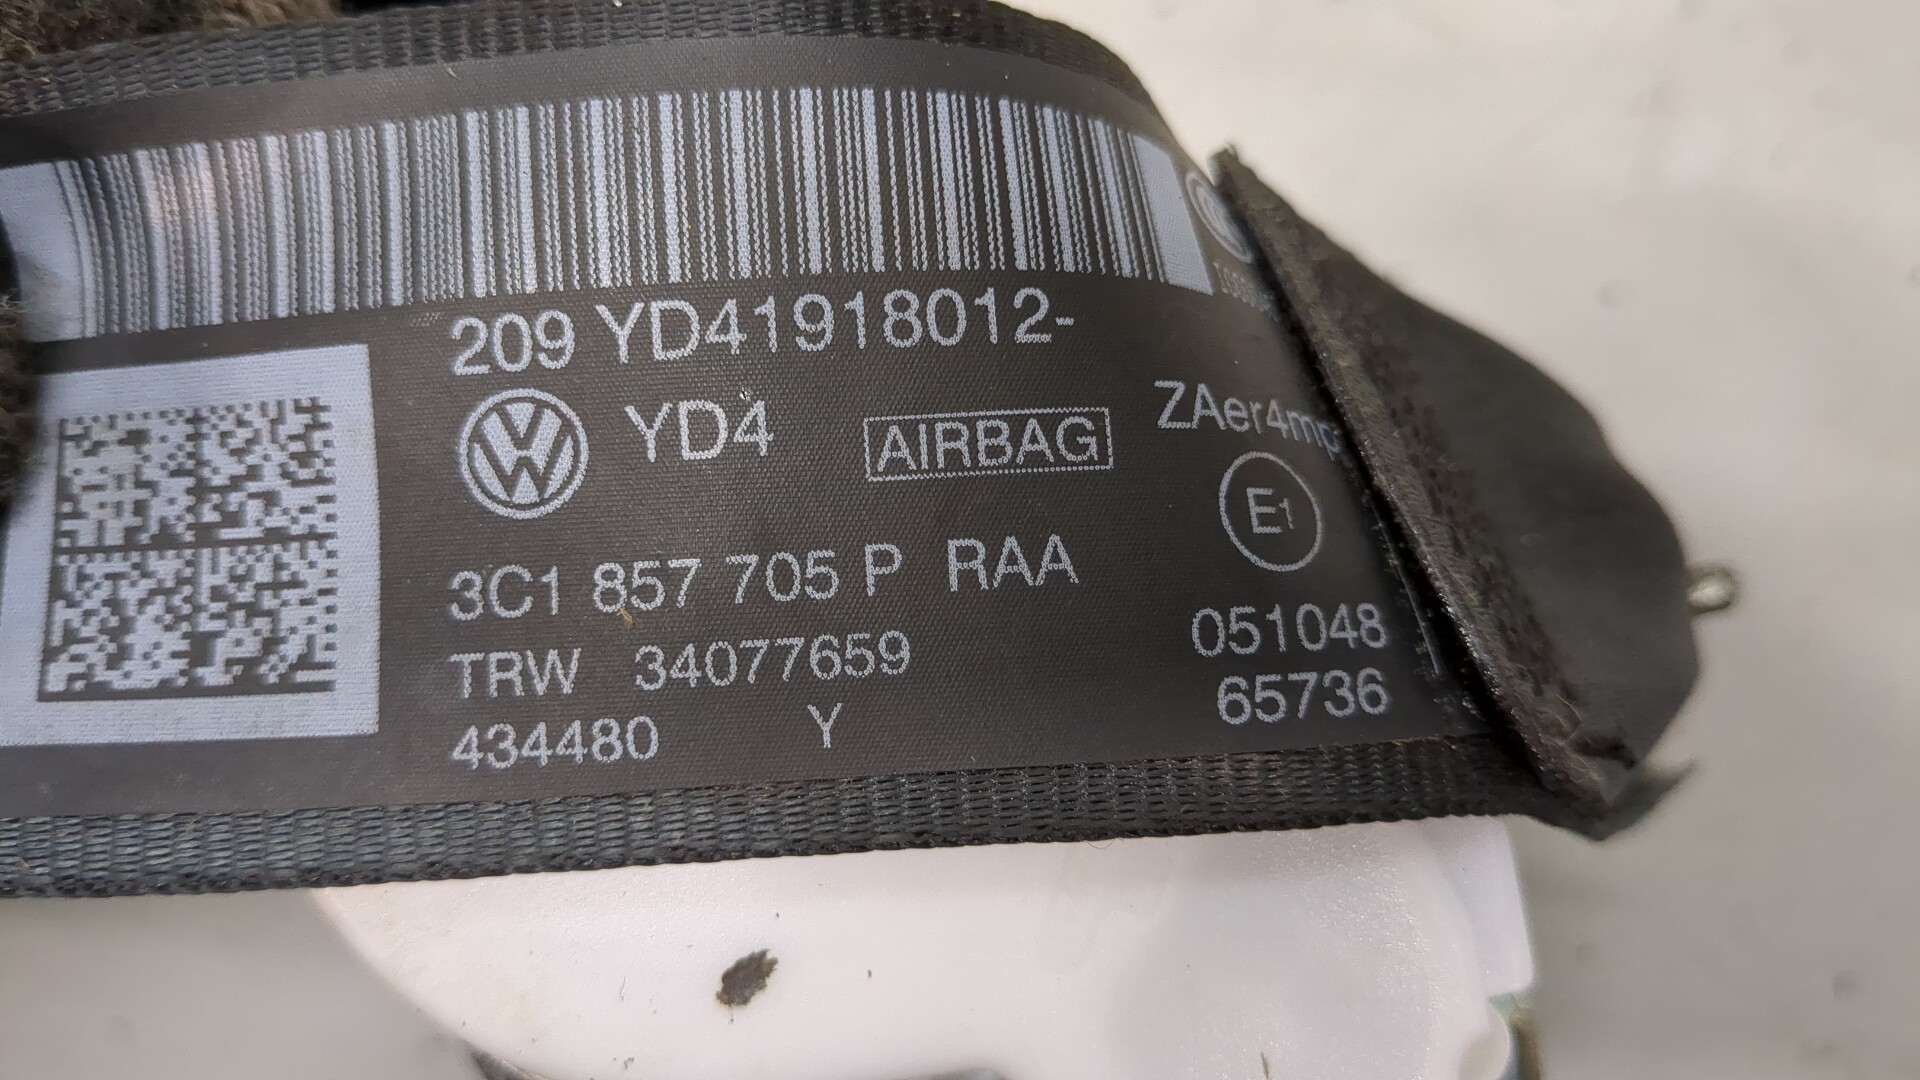 209 YD41918012-
YD4 AIRBAG ZAer4mp
E1
3C1 857 705 P RAA
TRW 34077659 051048
434480 Y 65736